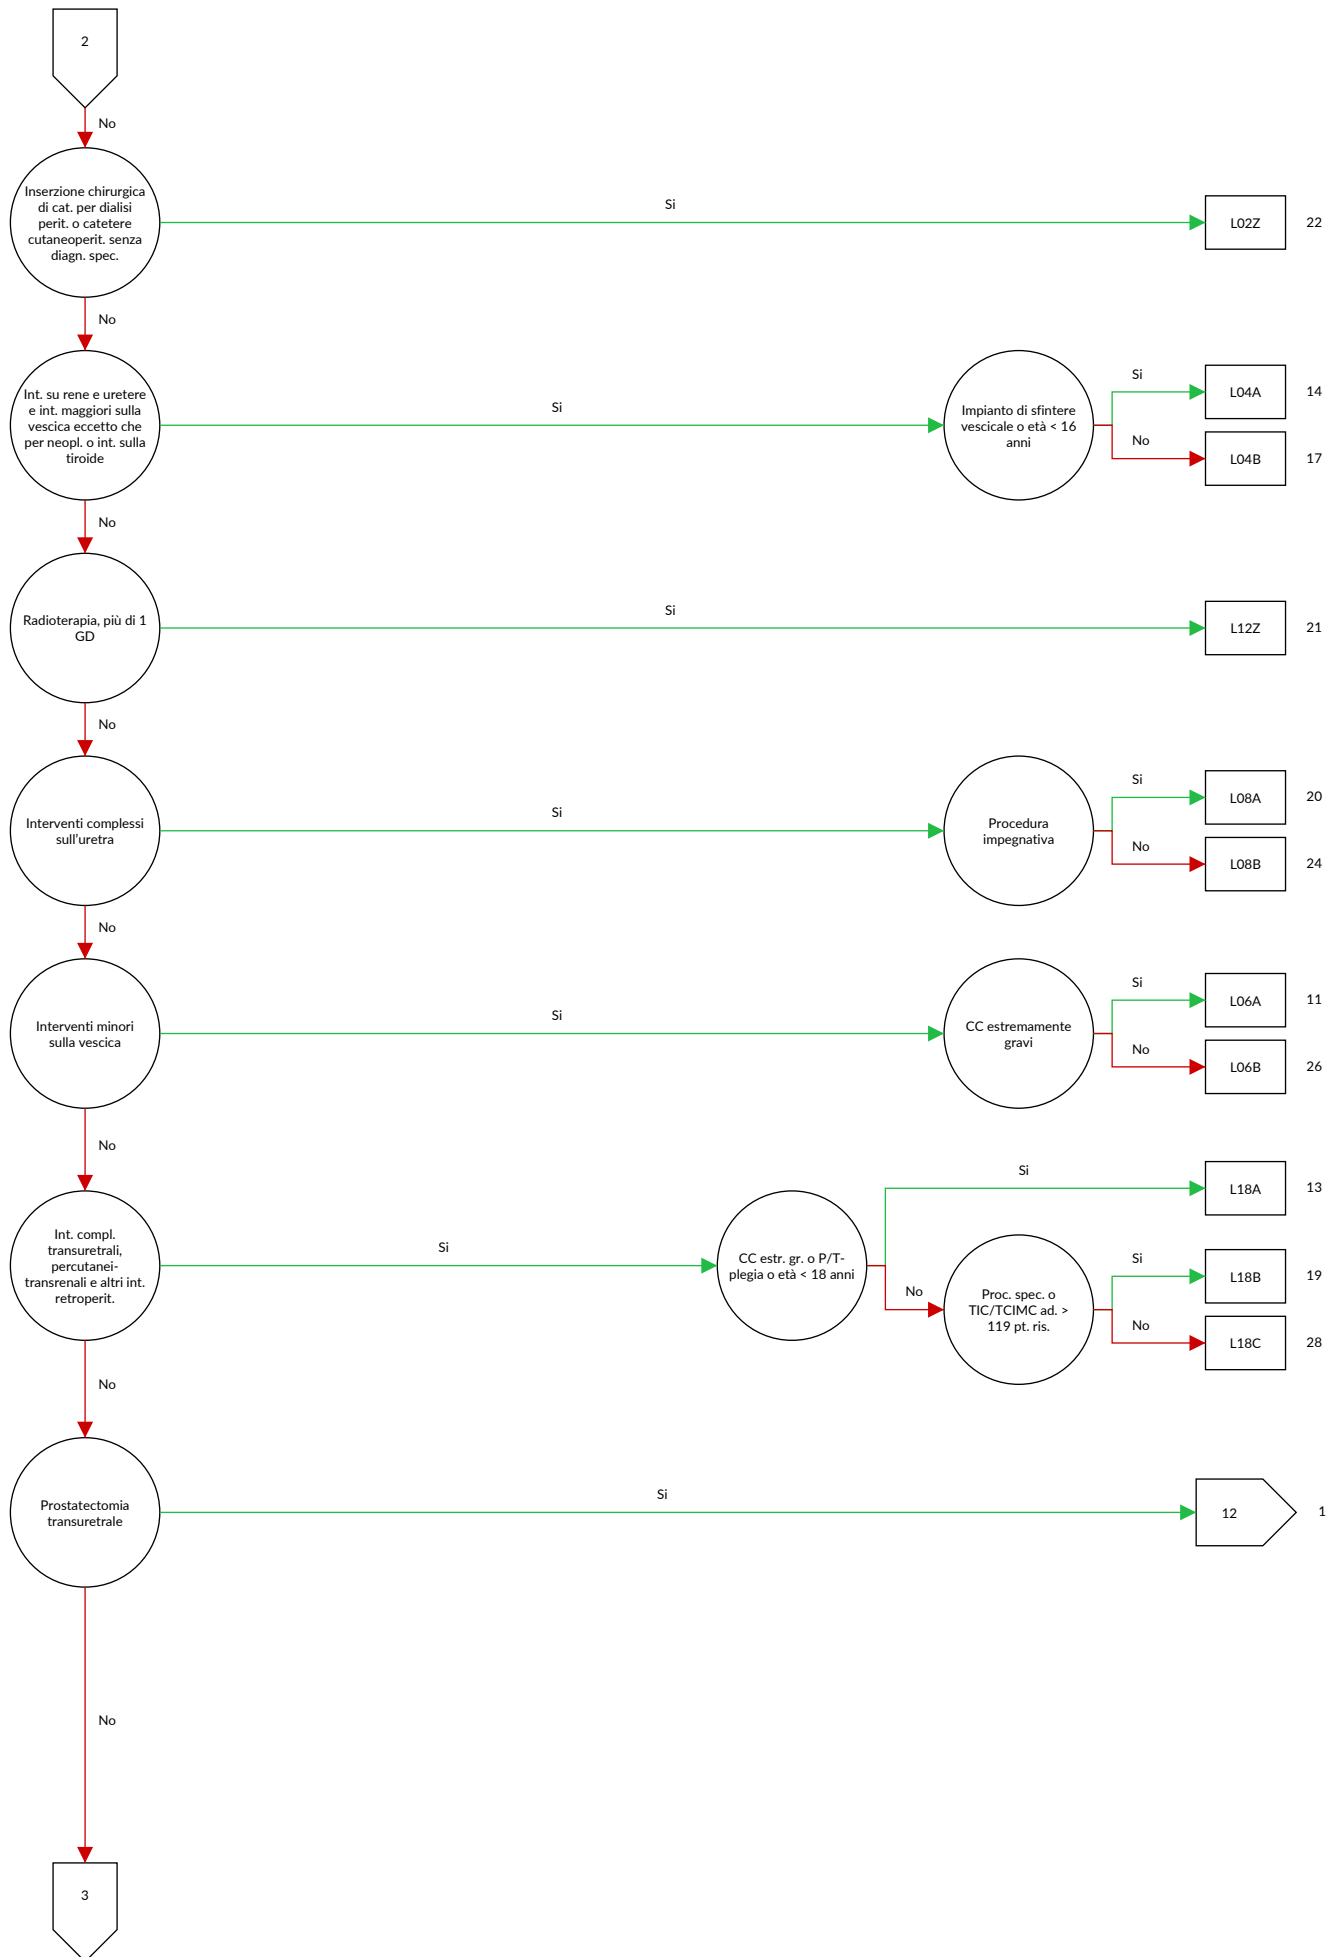 2
No
Inserzione chirurgica
di cat. per dialisi
perit. o catetere
cutaneoperit. senza
diagn. spec.
Si
L02Z
22
No
Int. su rene e uretere
e int. maggiori sulla
vescica eccetto che
per neopl. o int. sulla
tiroide
Si
Impianto di sfintere
vescicale o età < 16
anni
Si
L04A
14
No
L04B
17
No
Radioterapia, più di 1
GD
Si
L12Z
21
No
Interventi complessi
sull'uretra
Si
Procedura
impegnativa
Si
L08A
20
No
L08B
24
No
Interventi minori
sulla vescica
Si
CC estremamente
gravi
Si
L06A
11
No
L06B
26
No
Int. compl.
transuretrali,
percutanei-
transrenali e altri int.
retroperit.
Si
CC estr. gr. o P/T-
plegia o età < 18 anni
Si
L18A
13
No
Proc. spec. o
TIC/TCIMC ad. >
119 pt. ris.
Si
L18B
19
No
L18C
28
No
Prostatectomia
transuretrale
Si
12
1
No
3